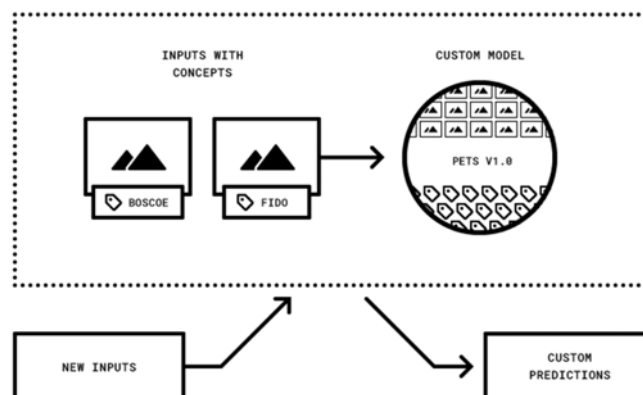 INPUTS WITH
CONCEPTS
CUSTOM MODEL
BOSCOE
FIDO
PETS V1.0
NEW INPUTS
CUSTOM
PREDICTIONS